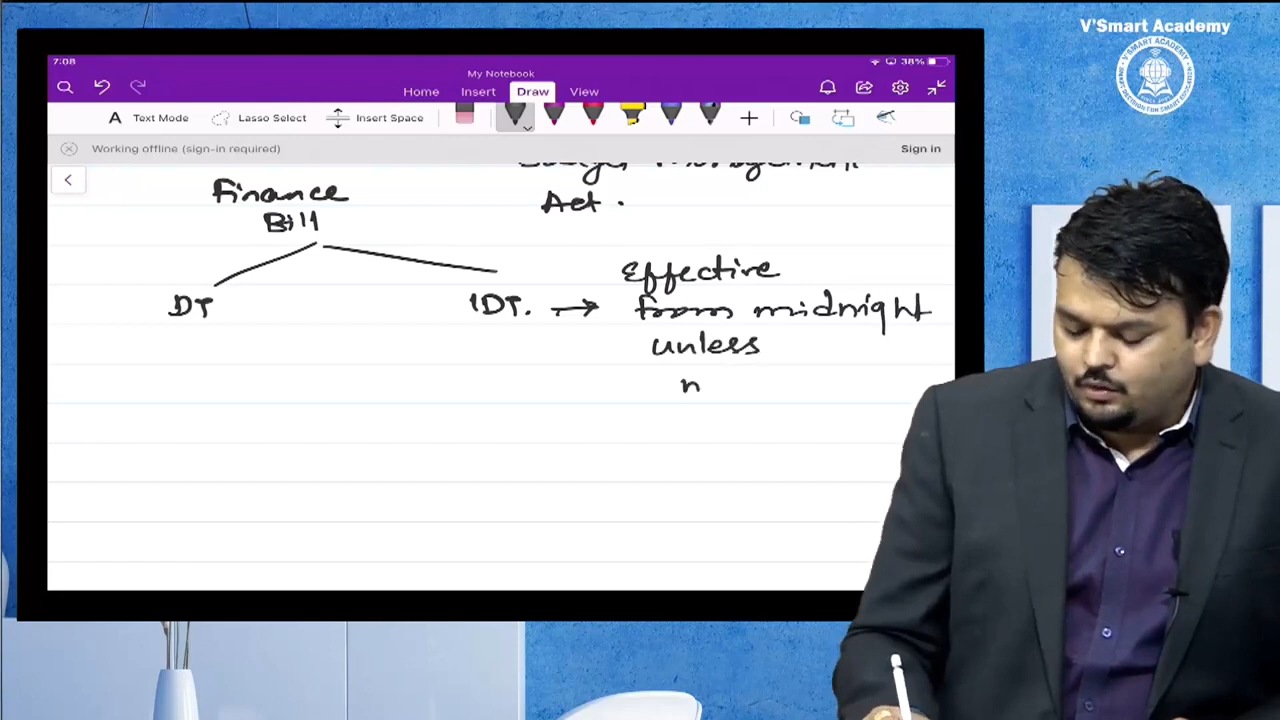 V'Smart Academy
7:08
38%
My Notebook
Home Insert Draw View
A Text Mode Lasso Select Insert Space
Working offline (sign-in required) Sign in
Act.
Finance
Bill
DT
IDT. → Effective
from midnight
unless
n